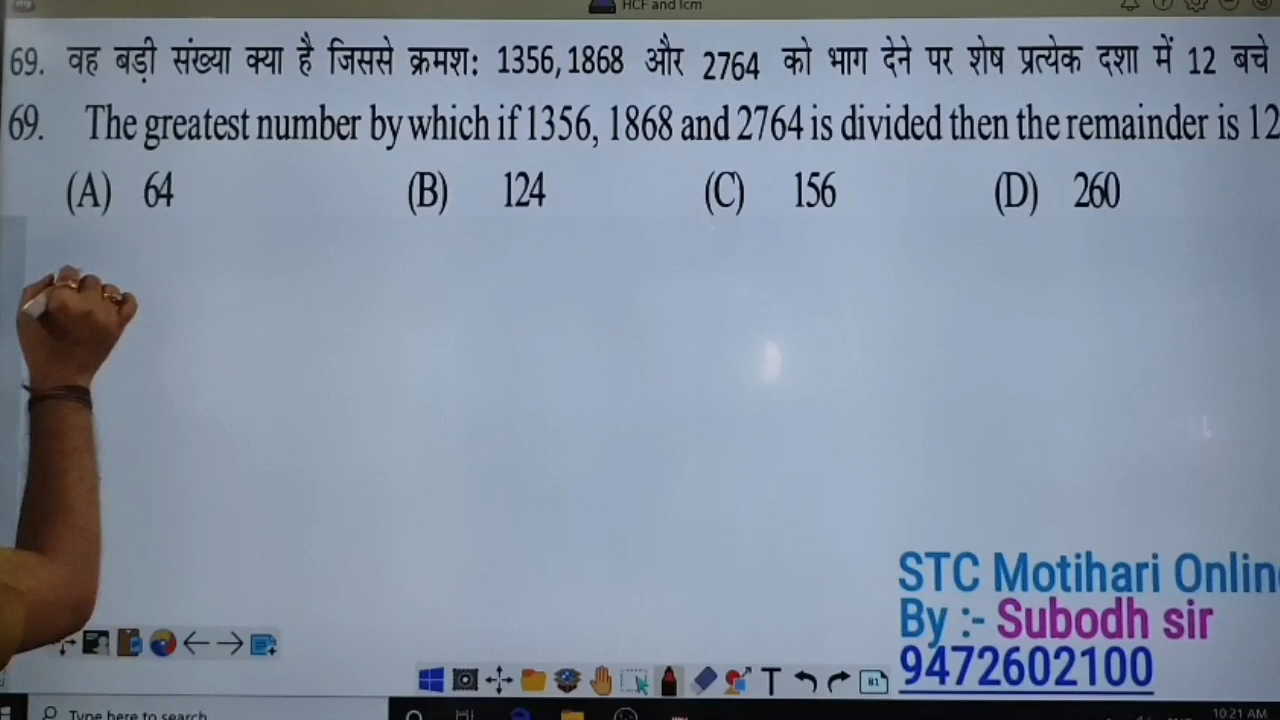 my
HCF and lcm
69. वह बड़ी संख्या क्या है जिससे क्रमश: 1356, 1868 और 2764 को भाग देने पर शेष प्रत्येक दशा में 12 बचे
69. The greatest number by which if 1356, 1868 and 2764 is divided then the remainder is 12
(A) 64 (B) 124 (C) 156 (D) 260
STC Motihari Onlin
By :- Subodh sir
9472602100
T
Type here to search
10:21 AM